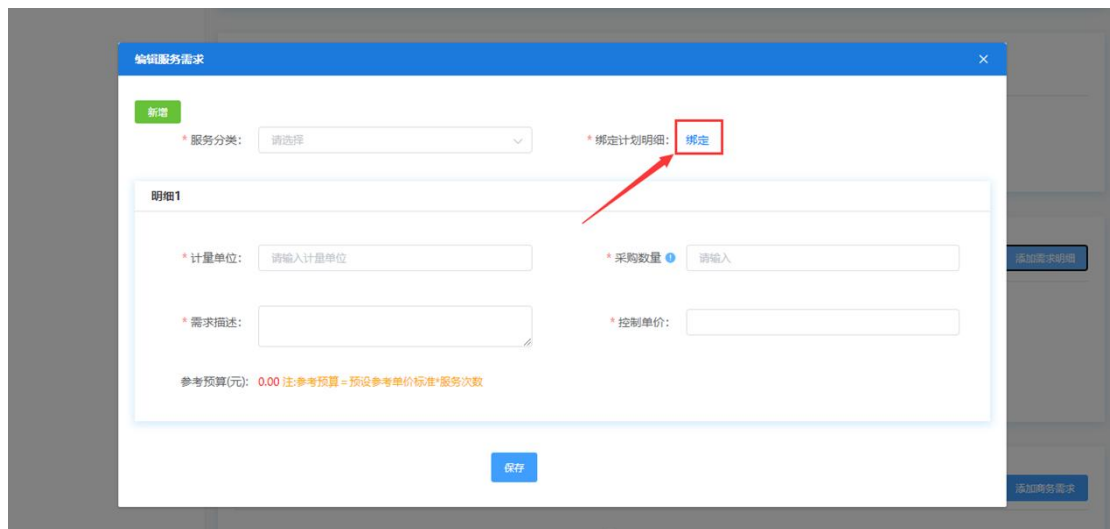 编辑服务需求
新增
* 服务分类： 请选择 * 绑定计划明细： 绑定
明细1
* 计量单位： 请输入计量单位 * 采购数量 请输入
添加需求明细
* 需求描述： * 控制单价：
参考预算(元)： 0.00 注:参考预算 = 预设参考单价标准*服务次数
保存
添加商务需求